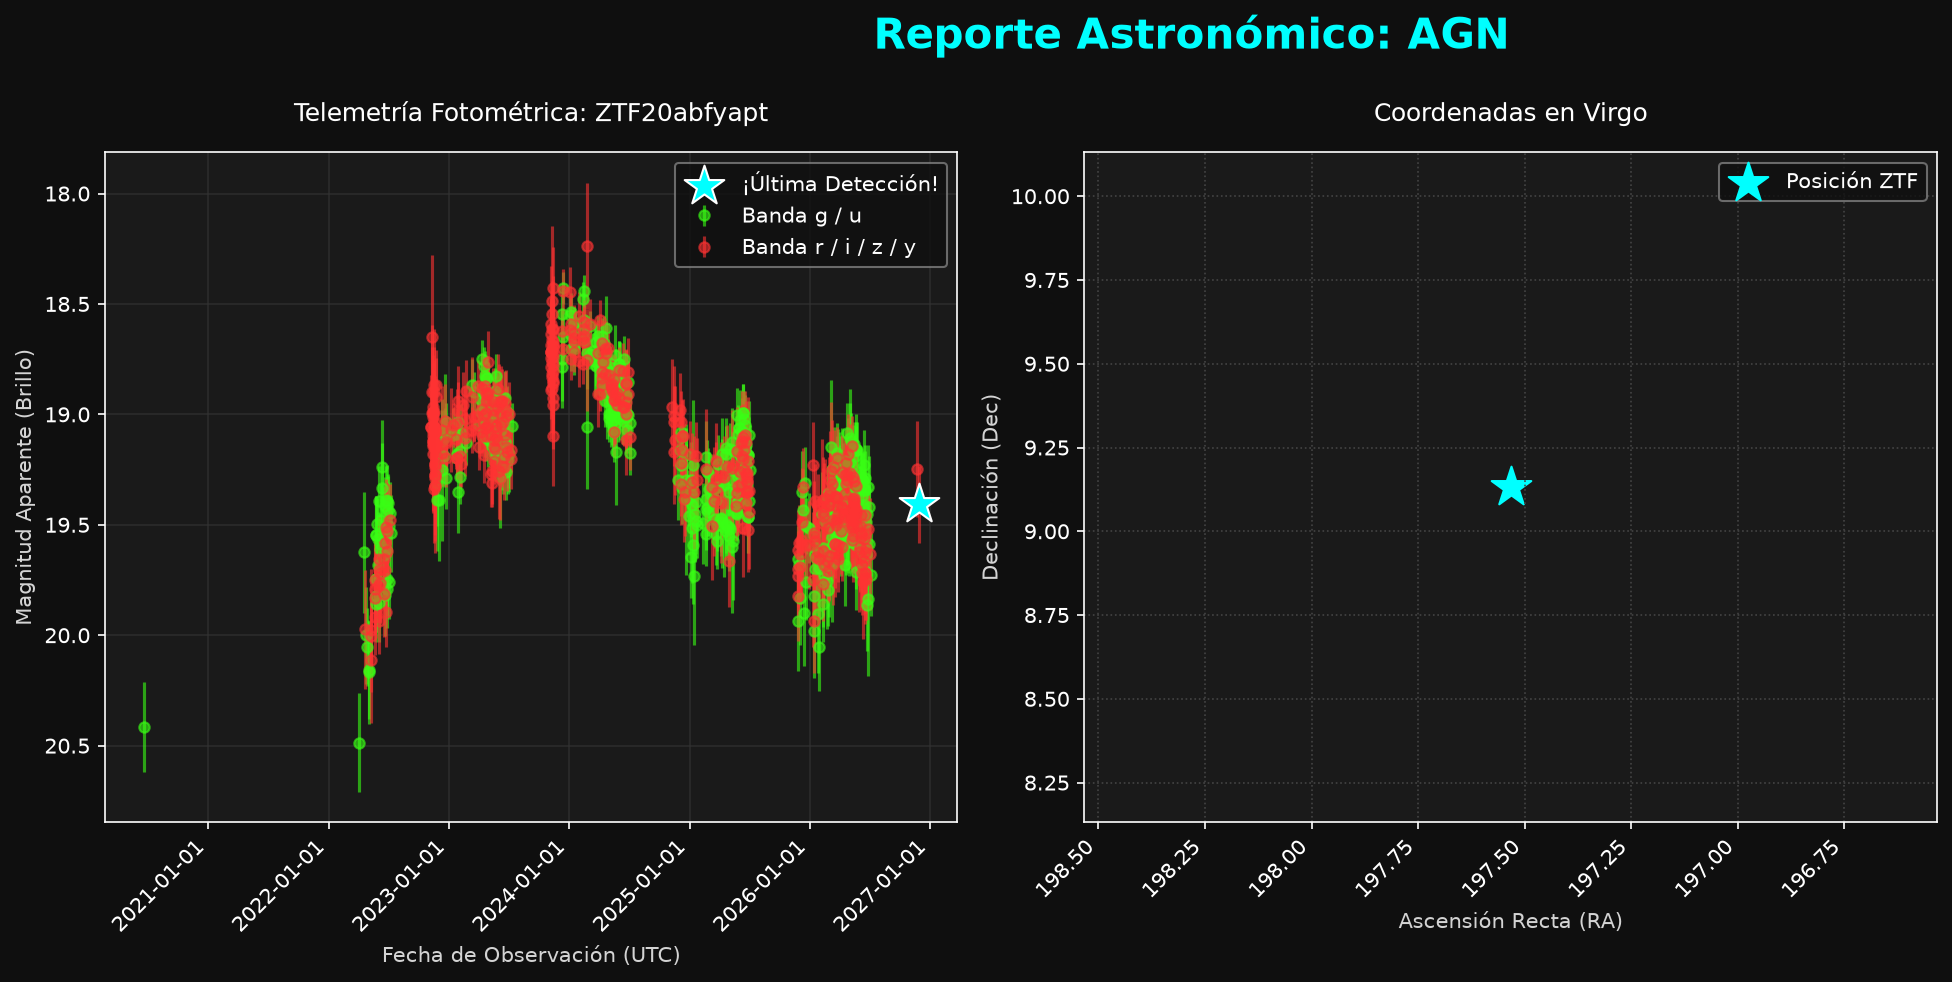 Reporte Astronómico: AGN
Telemetría Fotométrica: ZTF20abfyapt
¡Última Detección!
Banda g / u
Banda r / i / z / y
Magnitud Aparente (Brillo)
18.0
18.5
19.0
19.5
20.0
20.5
2021-01-01
2022-01-01
2023-01-01
2024-01-01
2025-01-01
2026-01-01
2027-01-01
Fecha de Observación (UTC)
Coordenadas en Virgo
Posición ZTF
Declinación (Dec)
10.00
9.75
9.50
9.25
9.00
8.75
8.50
8.25
198.50
198.25
198.00
197.75
197.50
197.25
197.00
196.75
Ascensión Recta (RA)